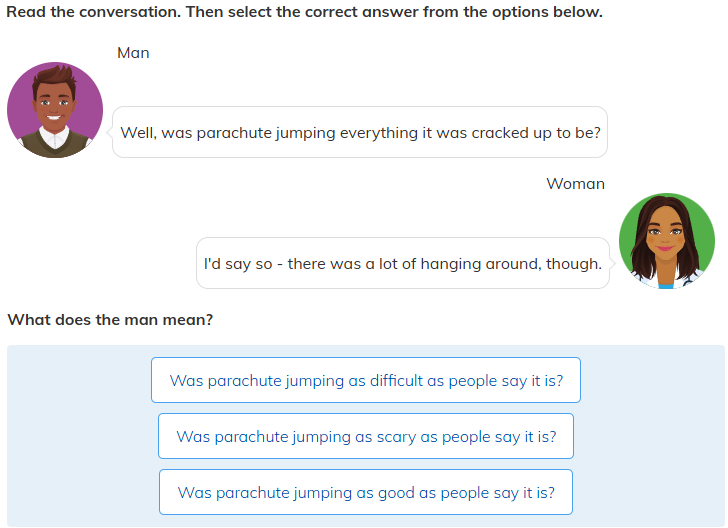 Read the conversation. Then select the correct answer from the options below.
Man
Well, was parachute jumping everything it was cracked up to be?
Woman
I'd say so - there was a lot of hanging around, though.
What does the man mean?
Was parachute jumping as difficult as people say it is?
Was parachute jumping as scary as people say it is?
Was parachute jumping as good as people say it is?